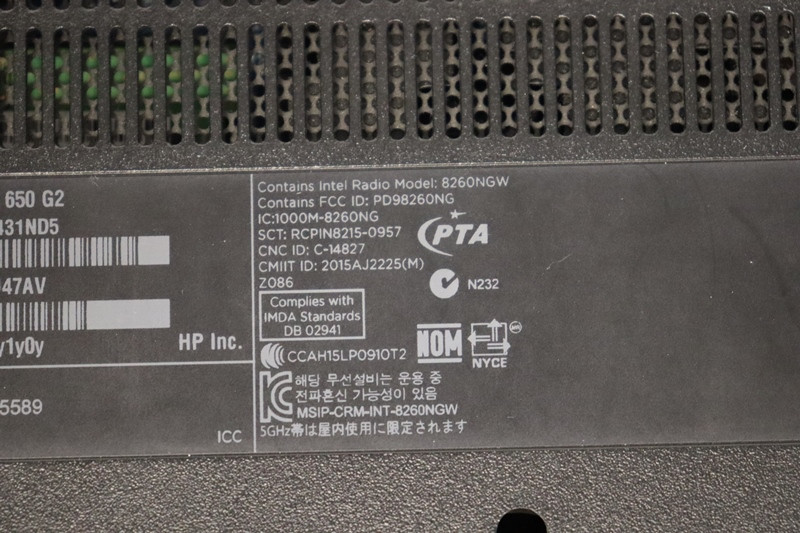 650 G2
431ND5
47AV
y1y0y
HP Inc.
5589
ICC
Contains Intel Radio Model: 8260NGW
Contains FCC ID: PD98260NG
IC:1000M-8260NG
SCT: RCPIN8215-0957
CNC ID: C-14827
CMIIT ID: 2015AJ2225(M)
Z086
PTA
N232
Complies with
IMDA Standards
DB 02941
CCAH15LP0910T2
NOM
NYCE
해당 무선설비는 운용 중
전파혼신 가능성이 있음
MSIP-CRM-INT-8260NGW
5GHz帯は屋内使用に限定されます